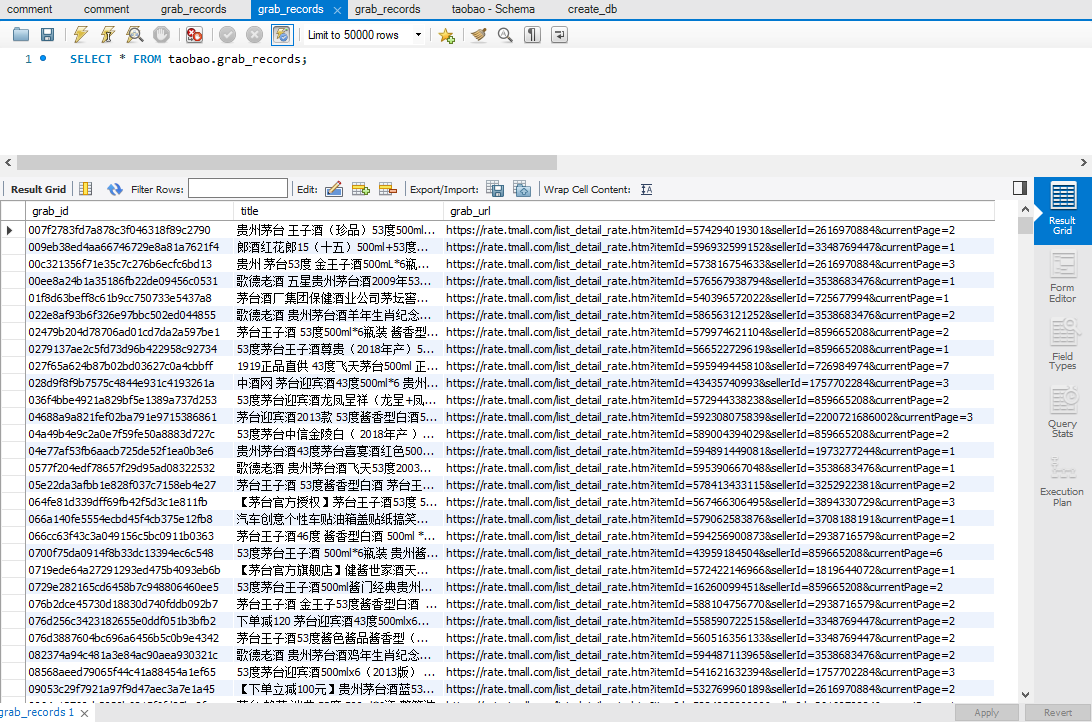 comment comment grab_records grab_records × grab_records taobao - Schema create_db
Limit to 50000 rows
1 SELECT * FROM taobao.grab_records;
Result Grid Filter Rows: Edit: Export/Import: Wrap Cell Content:
grab_id title grab_url
007f2783fd7a878c3f046318f89c2790 贵州茅台 王子酒（珍品）53度500ml... https://rate.tmall.com/list_detail_rate.htm?itemId=574294019301&sellerId=2616970884&currentPage=2
009eb38ed4aa66746729e8a81a7621f4 郎酒红花郎15（十五）500ml+53度... https://rate.tmall.com/list_detail_rate.htm?itemId=596932599152&sellerId=3348769447&currentPage=1
00c321356f71e35c7c276b6ecfc6bd13 贵州 茅台53度 金王子酒500mL*6瓶... https://rate.tmall.com/list_detail_rate.htm?itemId=573816754633&sellerId=2616970884&currentPage=3
00ee8a24b1a35186fb22de09456c0531 歌德老酒 五星贵州茅台酒2009年53... https://rate.tmall.com/list_detail_rate.htm?itemId=576567938794&sellerId=3538683476&currentPage=1
01f8d63beff8c61b9cc750733e5437a8 茅台酒厂集团保健酒业公司茅坛窖... https://rate.tmall.com/list_detail_rate.htm?itemId=540396572022&sellerId=725677994&currentPage=1
022e8af93b6f326e97bbc502ed044855 歌德老酒 贵州茅台酒羊年生肖纪念... https://rate.tmall.com/list_detail_rate.htm?itemId=586563121252&sellerId=3538683476&currentPage=2
02479b204d78706ad01cd7da2a597be1 茅台王子酒 53度500ml*6瓶装 酱香型... https://rate.tmall.com/list_detail_rate.htm?itemId=579974621104&sellerId=859665208&currentPage=2
0279137ae2c5fd73d96b422958c92734 53度茅台王子酒尊贵（2018年产）5... https://rate.tmall.com/list_detail_rate.htm?itemId=566522729619&sellerId=859665208&currentPage=1
027f65a624b87b02bd03627c0a4cbbff 1919正品直供 43度飞天茅台500ml 正... https://rate.tmall.com/list_detail_rate.htm?itemId=595949445810&sellerId=726984974&currentPage=7
028d9f8f9b7575c4844e931c4193261a 中酒网 茅台迎宾酒43度500ml*6 贵州... https://rate.tmall.com/list_detail_rate.htm?itemId=43435740993&sellerId=1757702284&currentPage=3
036f4bbe4921a829bf5e1389a737d253 53度茅台迎宾酒龙凤呈祥（龙呈+凤... https://rate.tmall.com/list_detail_rate.htm?itemId=572944338238&sellerId=859665208&currentPage=2
04688a9a821fef02ba791e9715386861 茅台迎宾酒2013款 53度酱香型白酒5... https://rate.tmall.com/list_detail_rate.htm?itemId=592308075839&sellerId=2200721686002&currentPage=3
04a49b4e9c2a0e7f59fe50a8883d727c 53度茅台中信金陵白（ 2018年产 ）... https://rate.tmall.com/list_detail_rate.htm?itemId=589004394029&sellerId=859665208&currentPage=2
04e77af53fb6aacb725de52f1ea0b3e6 贵州茅台酒43度茅台喜宴酒红色500... https://rate.tmall.com/list_detail_rate.htm?itemId=594891449081&sellerId=1973277244&currentPage=1
0577f204edf78657f29d95ad08322532 歌德老酒 贵州茅台酒飞天53度2003... https://rate.tmall.com/list_detail_rate.htm?itemId=595390667048&sellerId=3538683476&currentPage=1
05e22da3afbb1e828f037c7158eb4e27 茅台王子酒 53度酱香型白酒 茅台王... https://rate.tmall.com/list_detail_rate.htm?itemId=578413433115&sellerId=3252922381&currentPage=2
064fe81d339dff69fb42f5d3c1e811fb 【茅台官方授权】茅台王子酒53度 5... https://rate.tmall.com/list_detail_rate.htm?itemId=567466306495&sellerId=3894330729&currentPage=3
066a140fe5554ecbd45f4cb375e12fb8 汽车创意个性车贴油箱盖贴纸搞笑... https://rate.tmall.com/list_detail_rate.htm?itemId=579062583876&sellerId=3708188191&currentPage=1
066cc63f43c3a049156c5bc0911b0363 茅台王子酒46度 酱香型白酒 500ml *... https://rate.tmall.com/list_detail_rate.htm?itemId=594256900873&sellerId=2938716579&currentPage=2
0700f75da0914f8b33dc13394ec6c548 53度茅台王子酒 500ml*6瓶装 贵州酱... https://rate.tmall.com/list_detail_rate.htm?itemId=43959184504&sellerId=859665208&currentPage=6
0719ede64a27291293ed475b4093eb6b 【茅台官方旗舰店】健酱世家酒天... https://rate.tmall.com/list_detail_rate.htm?itemId=572422146966&sellerId=1819644072&currentPage=1
0729e282165cd6458b7c948806460ee5 53度茅台王子酒500ml酱门经典贵州... https://rate.tmall.com/list_detail_rate.htm?itemId=16260099451&sellerId=859665208&currentPage=2
076b2dce45730d18830d740fddb092b7 茅台王子酒 金王子53度酱香型白酒 ... https://rate.tmall.com/list_detail_rate.htm?itemId=588104756770&sellerId=2938716579&currentPage=2
076d256c3423182655e0ddf051b3bfb2 下单减120 茅台迎宾酒43度500mlx6... https://rate.tmall.com/list_detail_rate.htm?itemId=558590722515&sellerId=3348769447&currentPage=2
076d3887604bc696a6456b5c0b9e4342 茅台王子酒53度酱色酱品酱香型（... https://rate.tmall.com/list_detail_rate.htm?itemId=560516356133&sellerId=3348769447&currentPage=2
082374a94c481a3e84ac90aea930321c 歌德老酒 贵州茅台酒鸡年生肖纪念... https://rate.tmall.com/list_detail_rate.htm?itemId=594487113965&sellerId=3538683476&currentPage=2
08568aeed79065f44c41a88454a1ef65 53度茅台迎宾酒500mlx6（2013版）... https://rate.tmall.com/list_detail_rate.htm?itemId=541621632394&sellerId=1757702284&currentPage=3
09053c29f7921a97f9d47aec3a7e1a45 【下单立减100元】贵州茅台酒蓝53... https://rate.tmall.com/list_detail_rate.htm?itemId=532769960189&sellerId=2616970884&currentPage=2
Result
Grid
Form
Editor
Field
Types
Query
Stats
Execution
Plan
grab_records 1 × Apply Revert